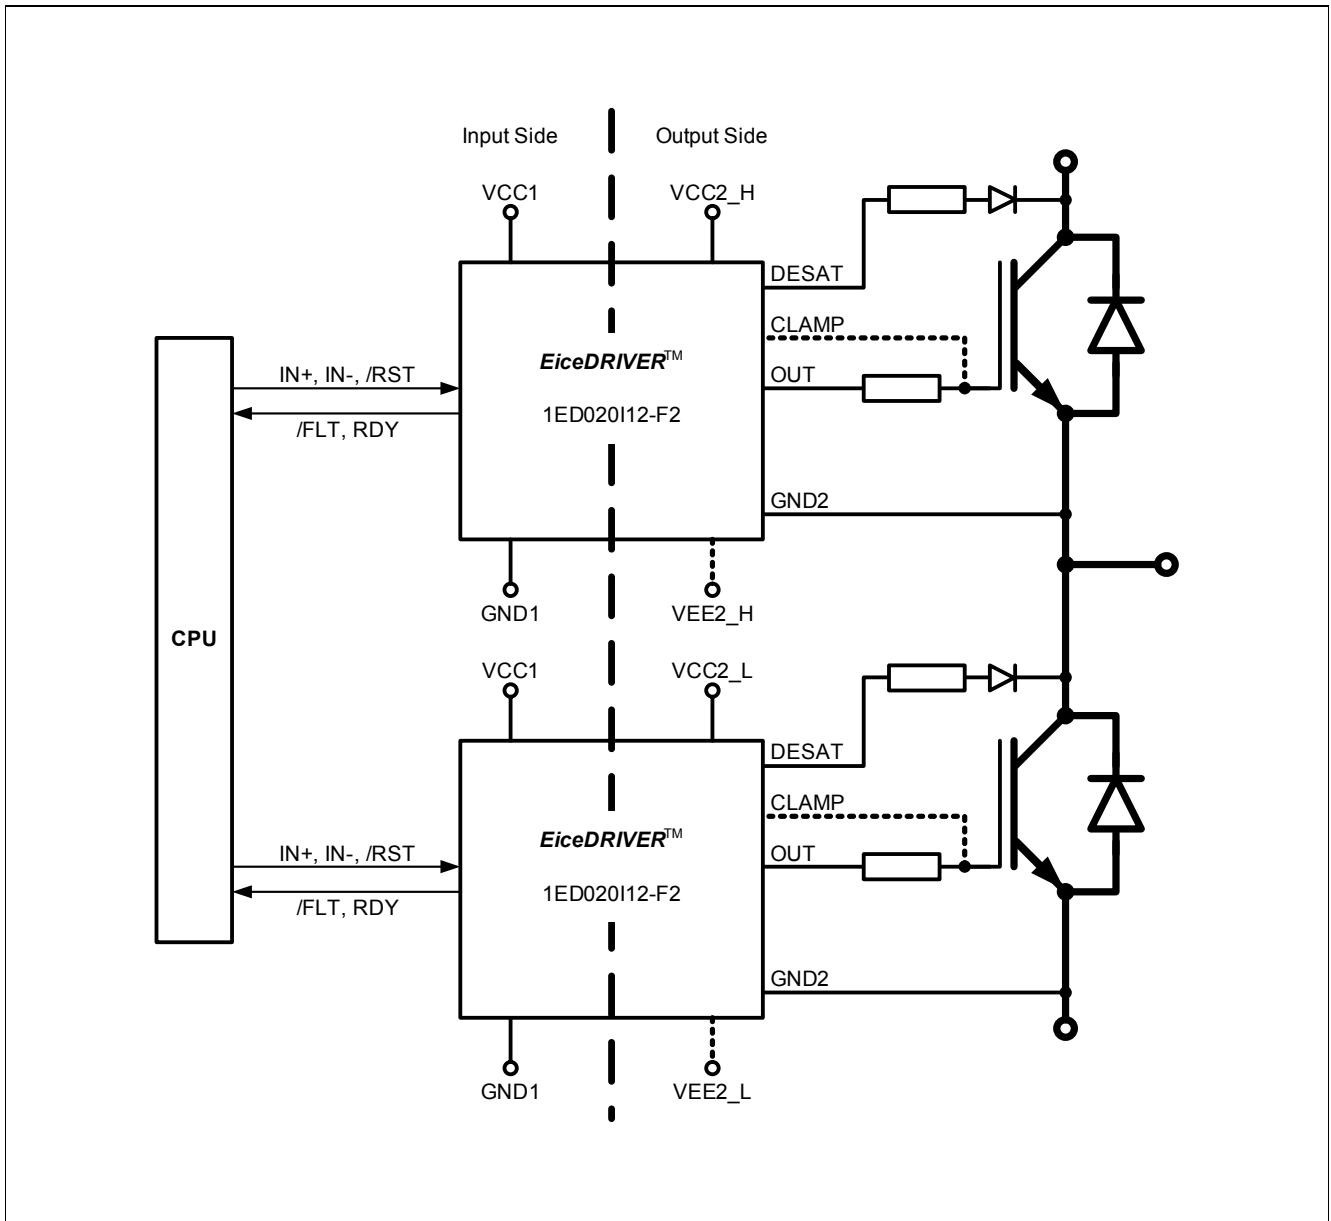 Input Side
Output Side
VCC1
VCC2_H
DESAT
CLAMP
EiceDRIVER™
OUT
IN+, IN-, /RST
1ED020I12-F2
/FLT, RDY
GND2
GND1
VEE2_H
CPU
VCC1
VCC2_L
DESAT
CLAMP
EiceDRIVER™
OUT
IN+, IN-, /RST
1ED020I12-F2
/FLT, RDY
GND2
GND1
VEE2_L